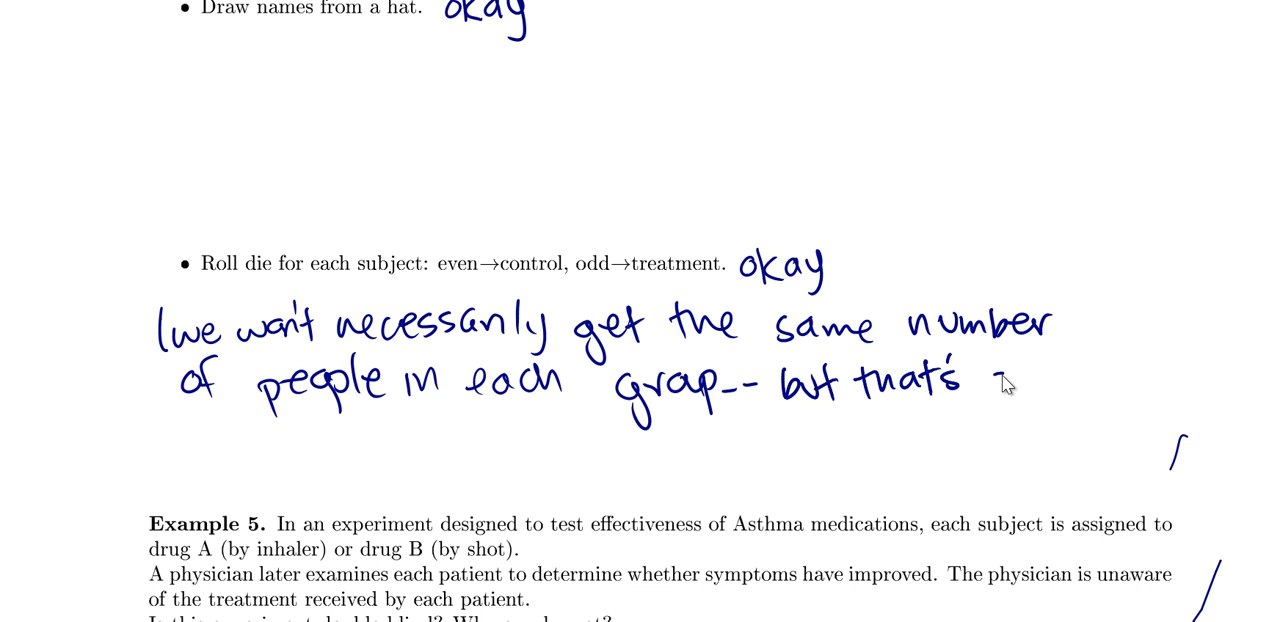 • Draw names from a hat. okay
• Roll die for each subject: even→control, odd→treatment. okay
(we won't necessarily get the same number
of people in each group-- but that's
Example 5. In an experiment designed to test effectiveness of Asthma medications, each subject is assigned to
drug A (by inhaler) or drug B (by shot).
A physician later examines each patient to determine whether symptoms have improved. The physician is unaware
of the treatment received by each patient.